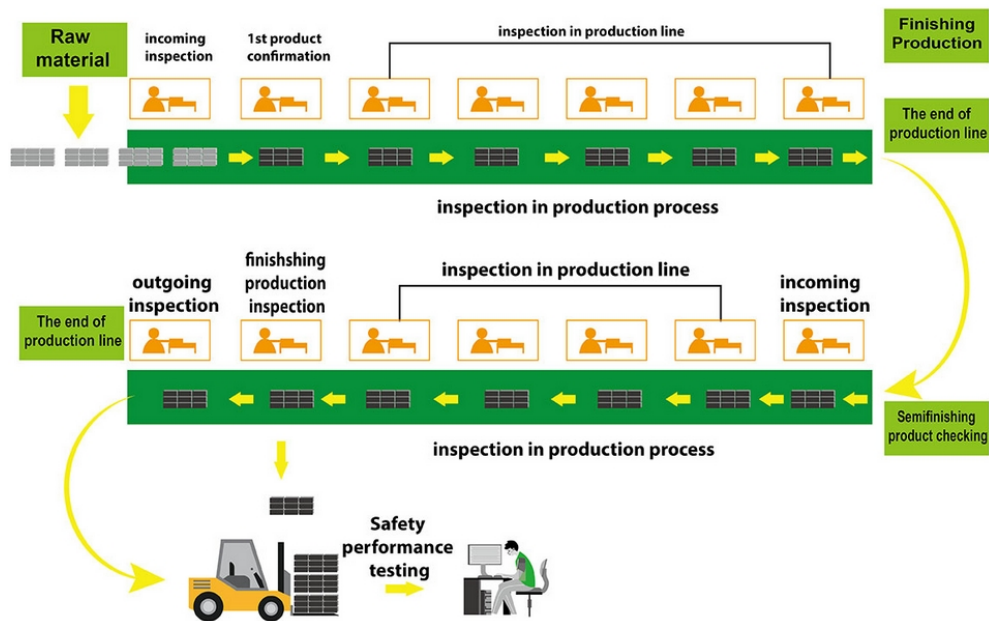 Raw
material
incoming
inspection
1st product
confirmation
inspection in production line
Finishing
Production
The end of
production line
inspection in production process
outgoing
inspection
finishshing
production
inspection
inspection in production line
incoming
inspection
The end of
production line
Semifinishing
product checking
inspection in production process
Safety
performance
testing